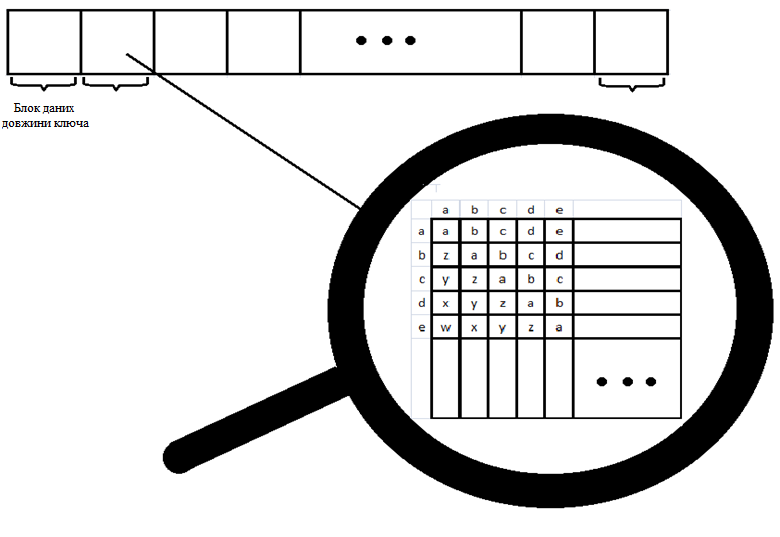 • • •
Блок даних
довжини ключа
T
a b c d e
a a b c d e
b z a b c d
c y z a b c
d x y z a b
e w x y z a
• • •